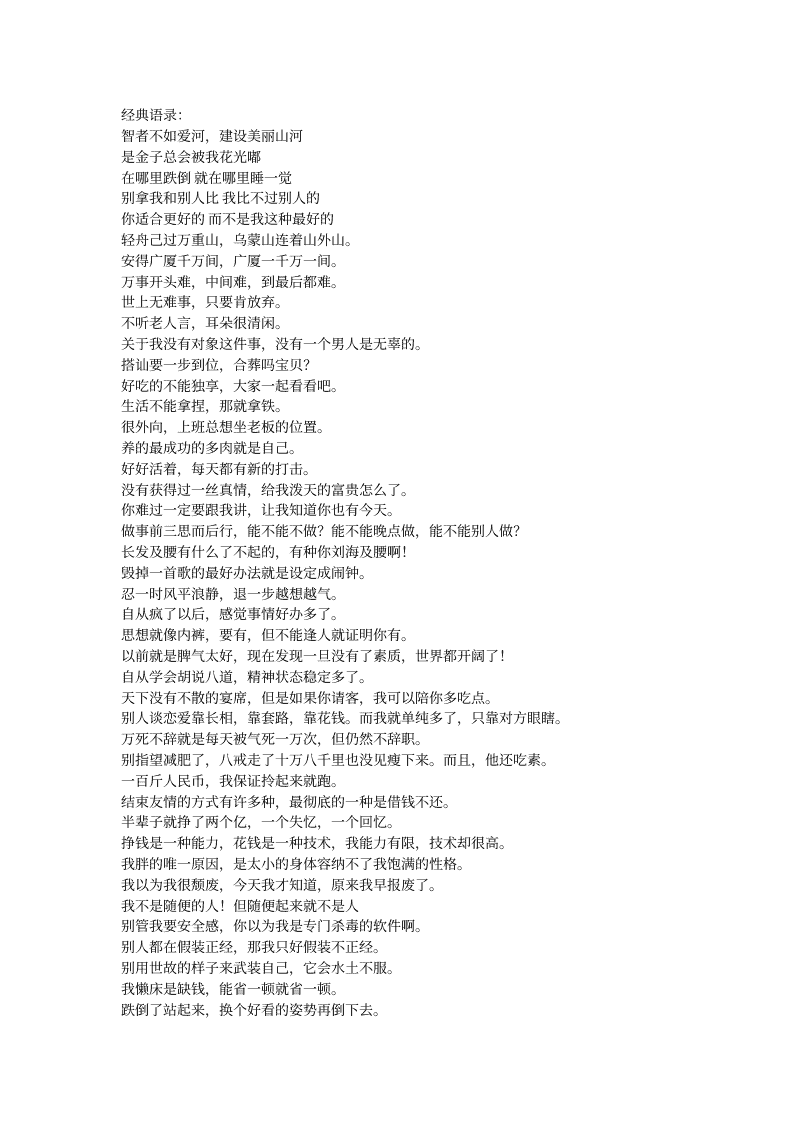 经典语录：
智者不如爱河，建设美丽山河
是金子总会被我花光嘟
在哪里跌倒 就在哪里睡一觉
别拿我和别人比 我比不过别人的
你适合更好的 而不是我这种最好的
轻舟己过万重山，乌蒙山连着山外山。
安得广厦千万间，广厦一千万一间。
万事开头难，中间难，到最后都难。
世上无难事，只要肯放弃。
不听老人言，耳朵很清闲。
关于我没有对象这件事，没有一个男人是无辜的。
搭讪要一步到位，合葬吗宝贝？
好吃的不能独享，大家一起看看吧。
生活不能拿捏，那就拿铁。
很外向，上班总想坐老板的位置。
养的最成功的多肉就是自己。
好好活着，每天都有新的打击。
没有获得过一丝真情，给我泼天的富贵怎么了。
你难过一定要跟我讲，让我知道你也有今天。
做事前三思而后行，能不能不做？能不能晚点做，能不能别人做？
长发及腰有什么了不起的，有种你刘海及腰啊！
毁掉一首歌的最好办法就是设定成闹钟。
忍一时风平浪静，退一步越想越气。
自从疯了以后，感觉事情好办多了。
思想就像内裤，要有，但不能逢人就证明你有。
以前就是脾气太好，现在发现一旦没有了素质，世界都开阔了！
自从学会胡说八道，精神状态稳定多了。
天下没有不散的宴席，但是如果你请客，我可以陪你多吃点。
别人谈恋爱靠长相，靠套路，靠花钱。而我就单纯多了，只靠对方眼瞎。
万死不辞就是每天被气死一万次，但仍然不辞职。
别指望减肥了，八戒走了十万八千里也没见瘦下来。而且，他还吃素。
一百斤人民币，我保证拎起来就跑。
结束友情的方式有许多种，最彻底的一种是借钱不还。
半辈子就挣了两个亿，一个失忆，一个回忆。
挣钱是一种能力，花钱是一种技术，我能力有限，技术却很高。
我胖的唯一原因，是太小的身体容纳不了我饱满的性格。
我以为我很颓废，今天我才知道，原来我早报废了。
我不是随便的人！但随便起来就不是人
别管我要安全感，你以为我是专门杀毒的软件啊。
别人都在假装正经，那我只好假装不正经。
别用世故的样子来武装自己，它会水土不服。
我懒床是缺钱，能省一顿就省一顿。
跌倒了站起来，换个好看的姿势再倒下去。